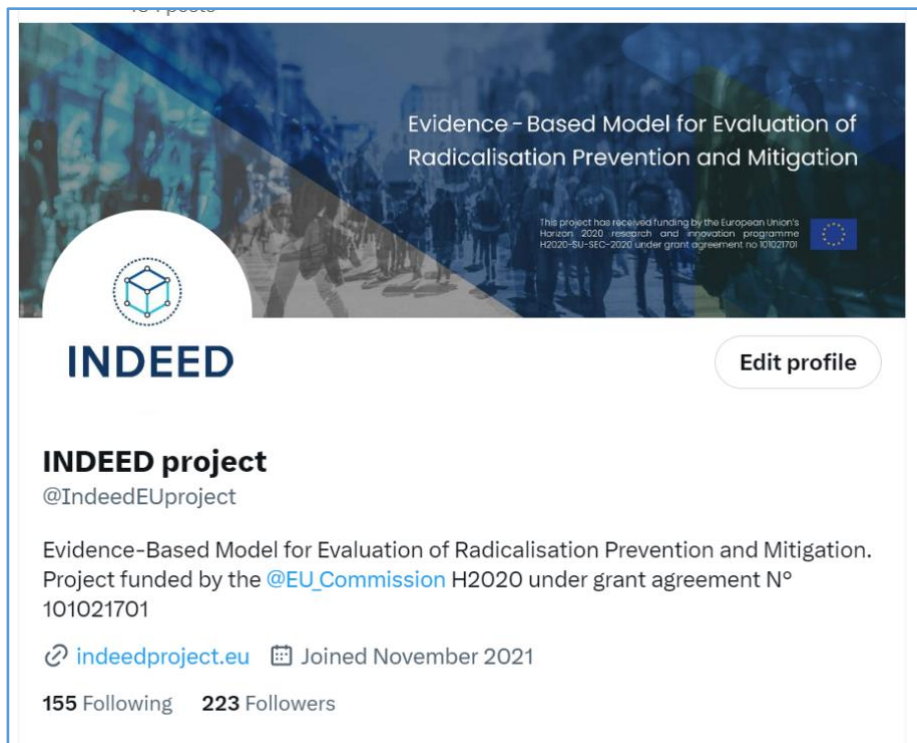 posts
Evidence-Based Model for Evaluation of
Radicalisation Prevention and Mitigation
This project has received funding by the European Union's
Horizon 2020 research and innovation programme
H2020-SU-SEC-2020 under grant agreement no 101021701
INDEED
Edit profile
INDEED project
@IndeedEUproject
Evidence-Based Model for Evaluation of Radicalisation Prevention and Mitigation.
Project funded by the @EU_Commission H2020 under grant agreement N°
101021701
indeedproject.eu Joined November 2021
155 Following 223 Followers